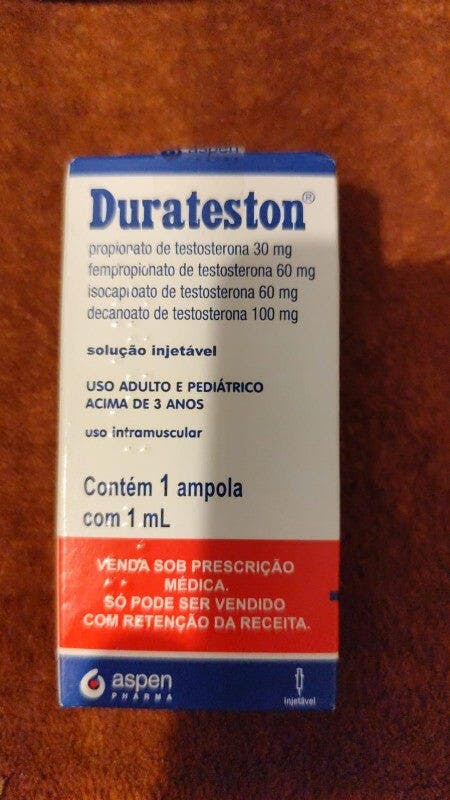 aspen
Durateston®
propionato de testosterona 30 mg
fempropionato de testosterona 60 mg
isocaproato de testosterona 60 mg
decanoato de testosterona 100 mg
solução injetável
USO ADULTO E PEDIÁTRICO
ACIMA DE 3 ANOS
uso intramuscular
Contém 1 ampola
com 1 mL
VENDA SOB PRESCRIÇÃO
MÉDICA.
SÓ PODE SER VENDIDO
COM RETENÇÃO DA RECEITA.
aspen
PHARMA
Injetável